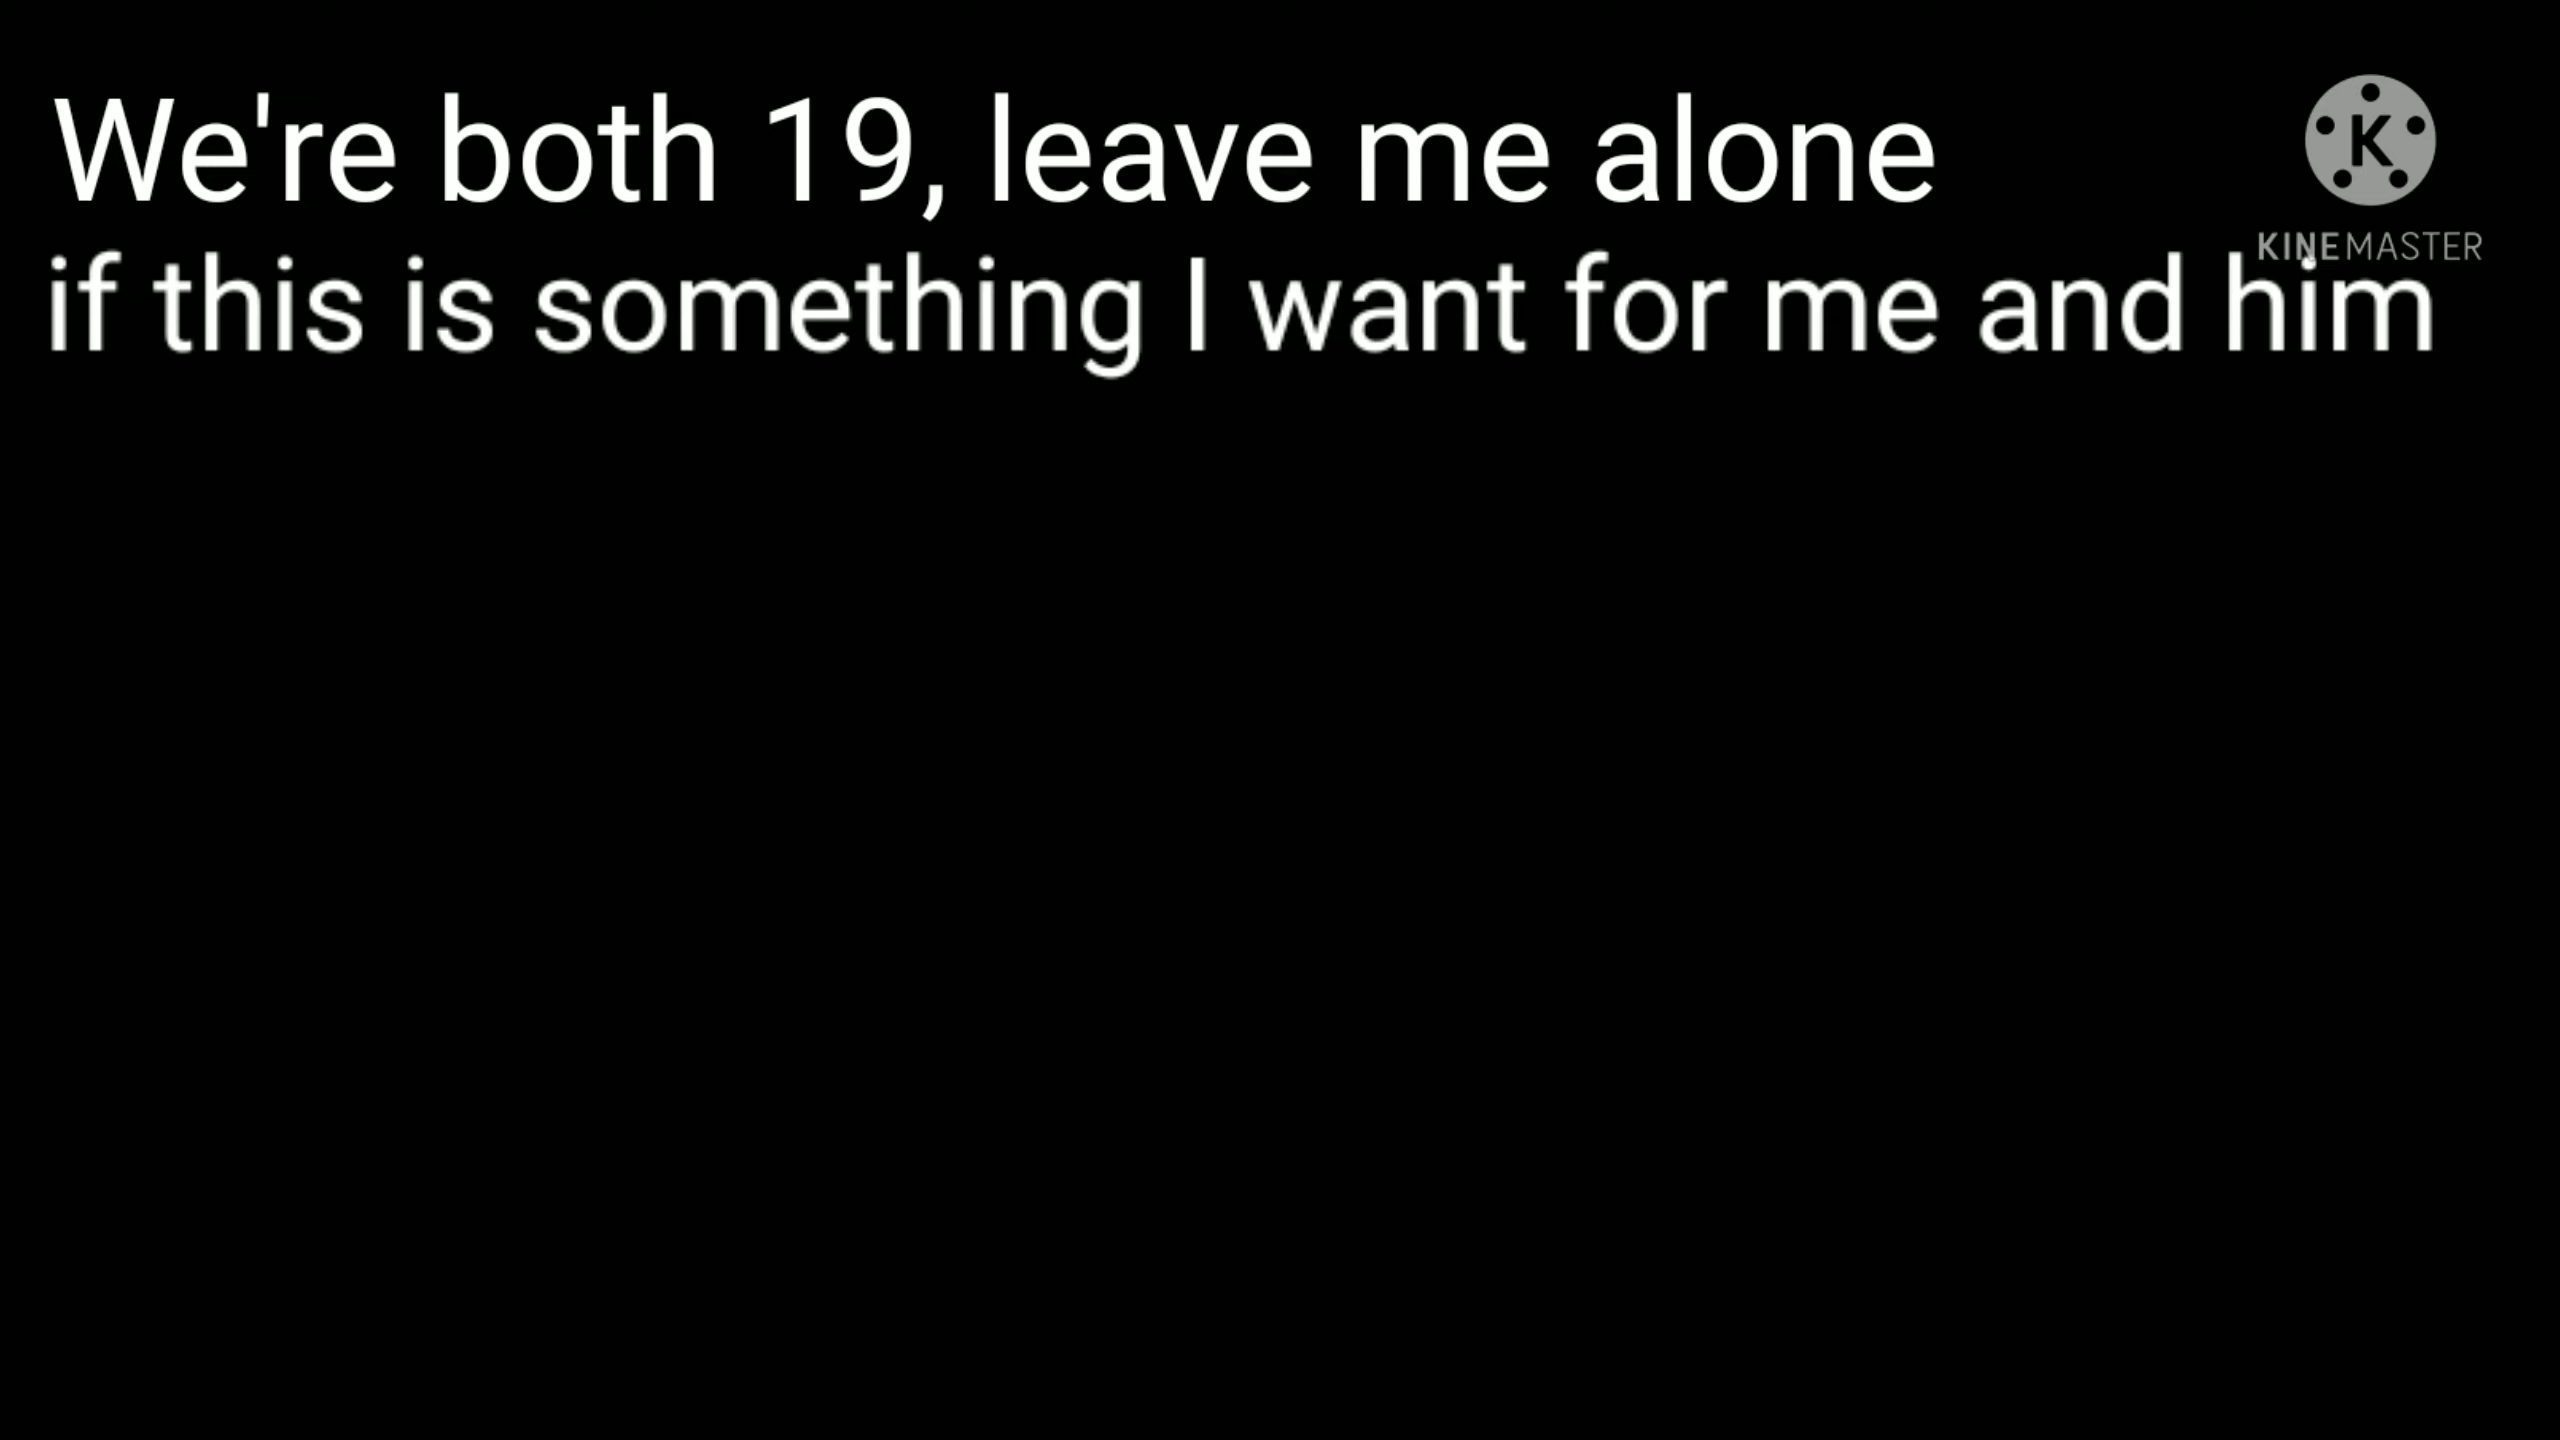 We're both 19, leave me alone
K
KINEMASTER
if this is something I want for me and him